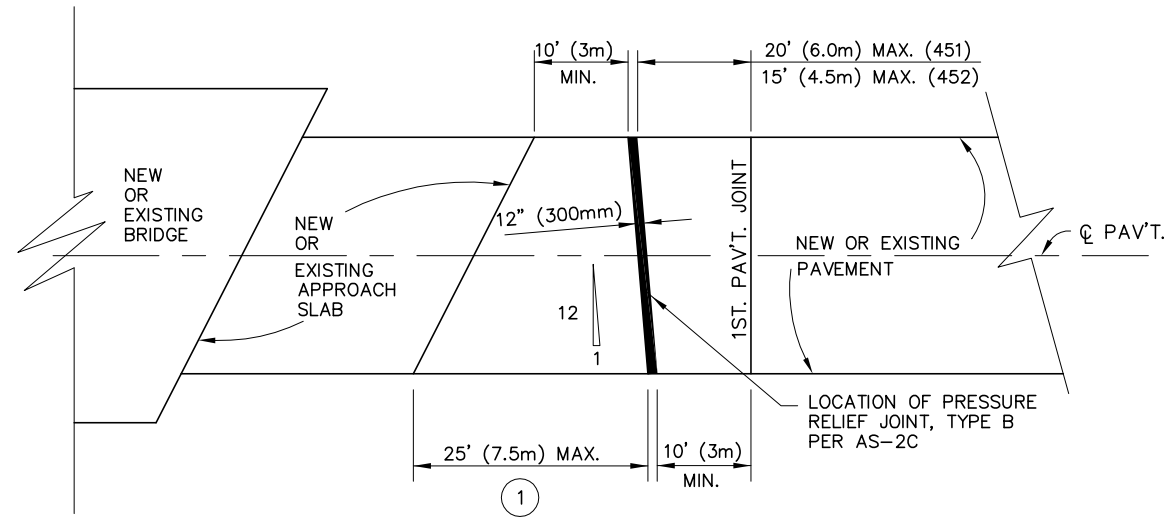 10' (3m)
MIN.
20' (6.0m) MAX. (451)
15' (4.5m) MAX. (452)
NEW
OR
EXISTING
BRIDGE
NEW
OR
EXISTING
APPROACH
SLAB
12" (300mm)
12
1
1ST. PAV'T. JOINT
NEW OR EXISTING
PAVEMENT
℄ PAV'T.
LOCATION OF PRESSURE
RELIEF JOINT, TYPE B
PER AS-2C
25' (7.5m) MAX.
1
10' (3m)
MIN.